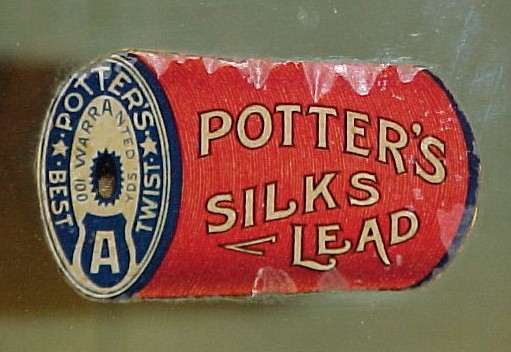 POTTER'S
SILKS
LEAD
POTTER'S
BEST TWIST
WARRANTED
100 YDS.
A